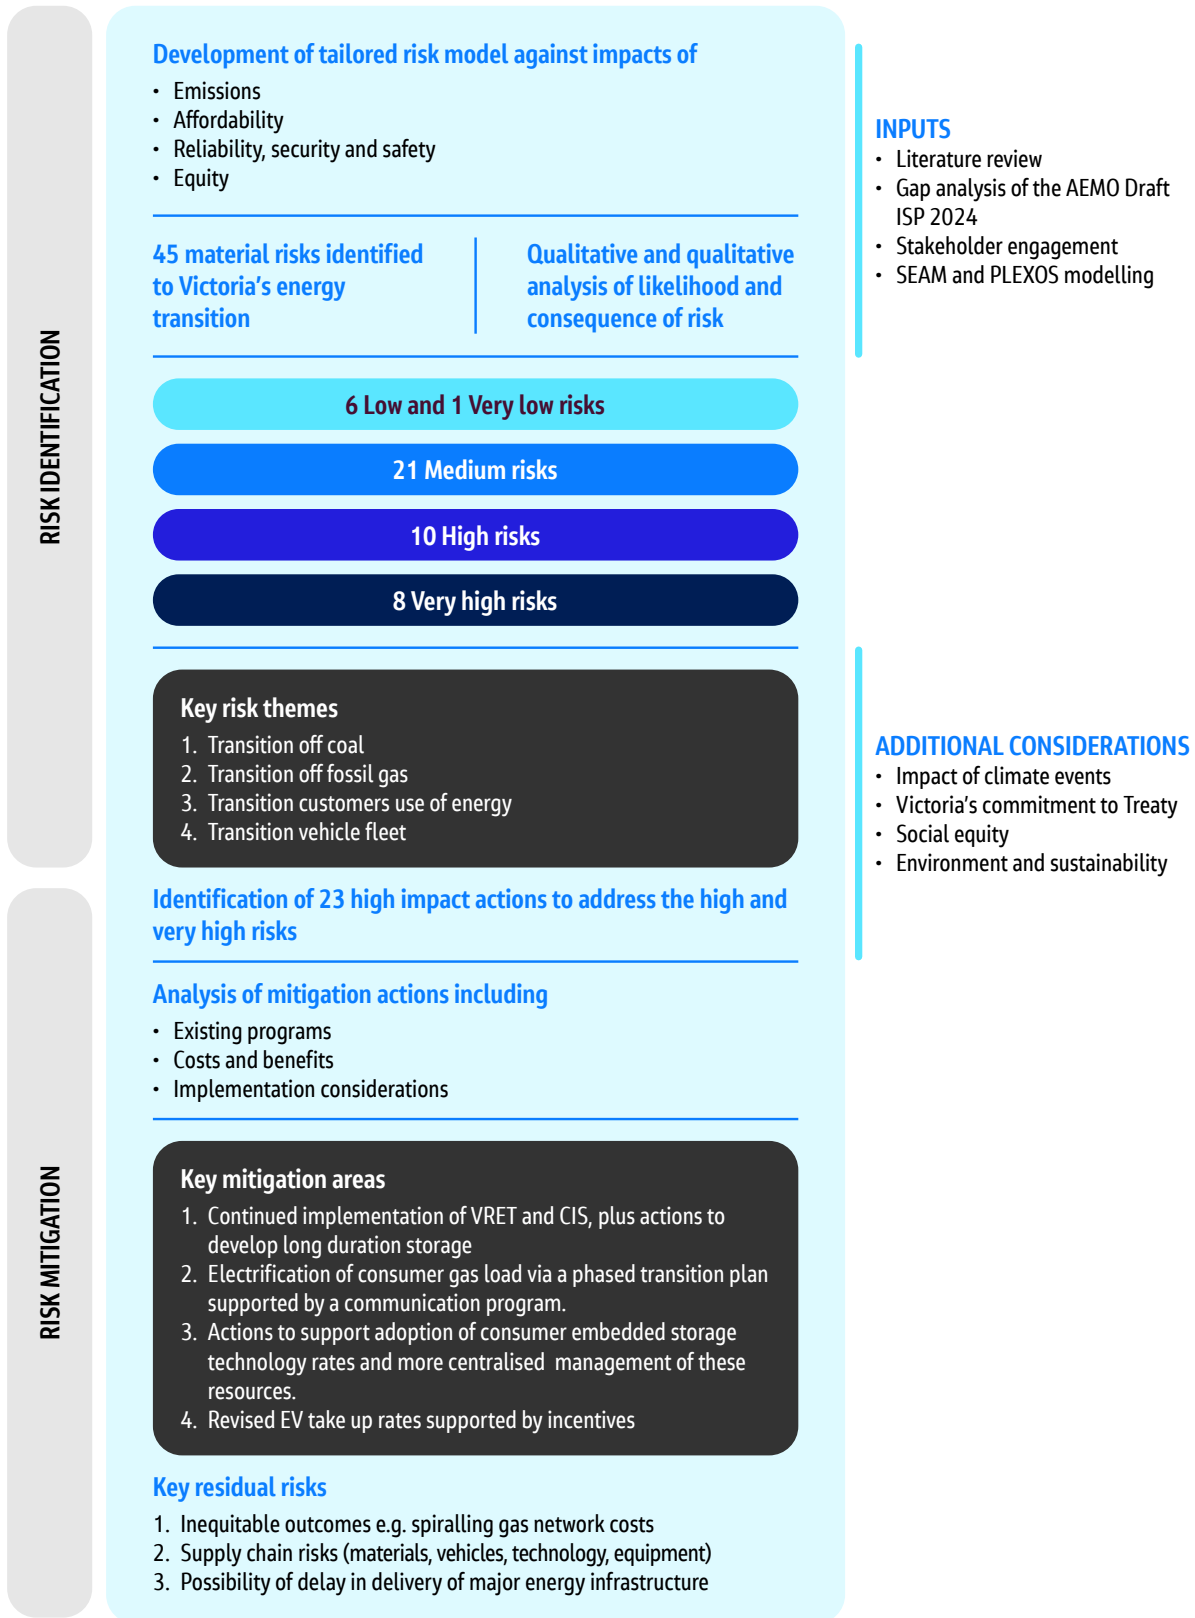 RISK IDENTIFICATION
Development of tailored risk model against impacts of
• Emissions
• Affordability
• Reliability, security and safety
• Equity
45 material risks identified
to Victoria's energy
transition
Qualitative and qualitative
analysis of likelihood and
consequence of risk
6 Low and 1 Very low risks
21 Medium risks
10 High risks
8 Very high risks
Key risk themes
1. Transition off coal
2. Transition off fossil gas
3. Transition customers use of energy
4. Transition vehicle fleet
INPUTS
• Literature review
• Gap analysis of the AEMO Draft
ISP 2024
• Stakeholder engagement
• SEAM and PLEXOS modelling
ADDITIONAL CONSIDERATIONS
• Impact of climate events
• Victoria's commitment to Treaty
• Social equity
• Environment and sustainability
RISK MITIGATION
Identification of 23 high impact actions to address the high and
very high risks
Analysis of mitigation actions including
• Existing programs
• Costs and benefits
• Implementation considerations
Key mitigation areas
1. Continued implementation of VRET and CIS, plus actions to
develop long duration storage
2. Electrification of consumer gas load via a phased transition plan
supported by a communication program.
3. Actions to support adoption of consumer embedded storage
technology rates and more centralised management of these
resources.
4. Revised EV take up rates supported by incentives
Key residual risks
1. Inequitable outcomes e.g. spiralling gas network costs
2. Supply chain risks (materials, vehicles, technology, equipment)
3. Possibility of delay in delivery of major energy infrastructure